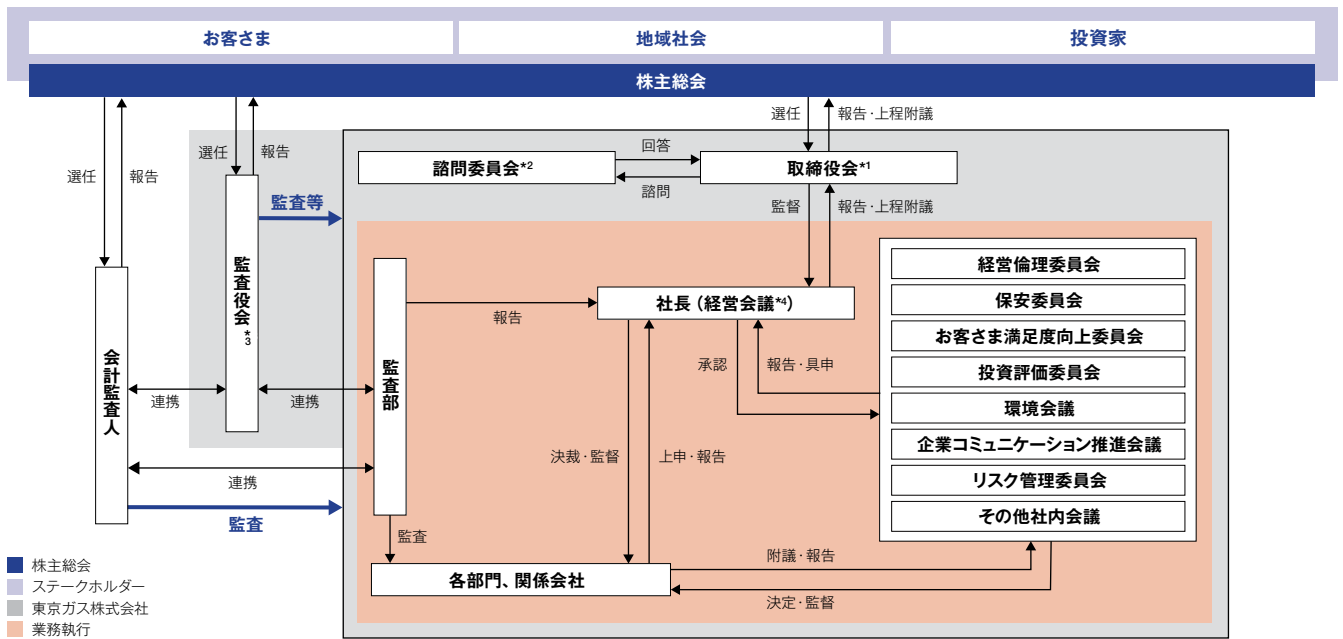 お客さま
地域社会
投資家
株主総会
選任
報告
選任
報告
選任
報告・上程附議
諮問委員会*2
回答
諮問
取締役会*1
監査等
監督
報告・上程附議
監査役会*3
会計監査人
監査部
報告
社長(経営会議*4)
経営倫理委員会
保安委員会
お客さま満足度向上委員会
投資評価委員会
環境会議
企業コミュニケーション推進会議
リスク管理委員会
その他社内会議
承認
報告・具申
連携
連携
決裁・監督
上申・報告
連携
監査
監査
各部門、関係会社
附議・報告
決定・監督
株主総会
ステークホルダー
東京ガス株式会社
業務執行